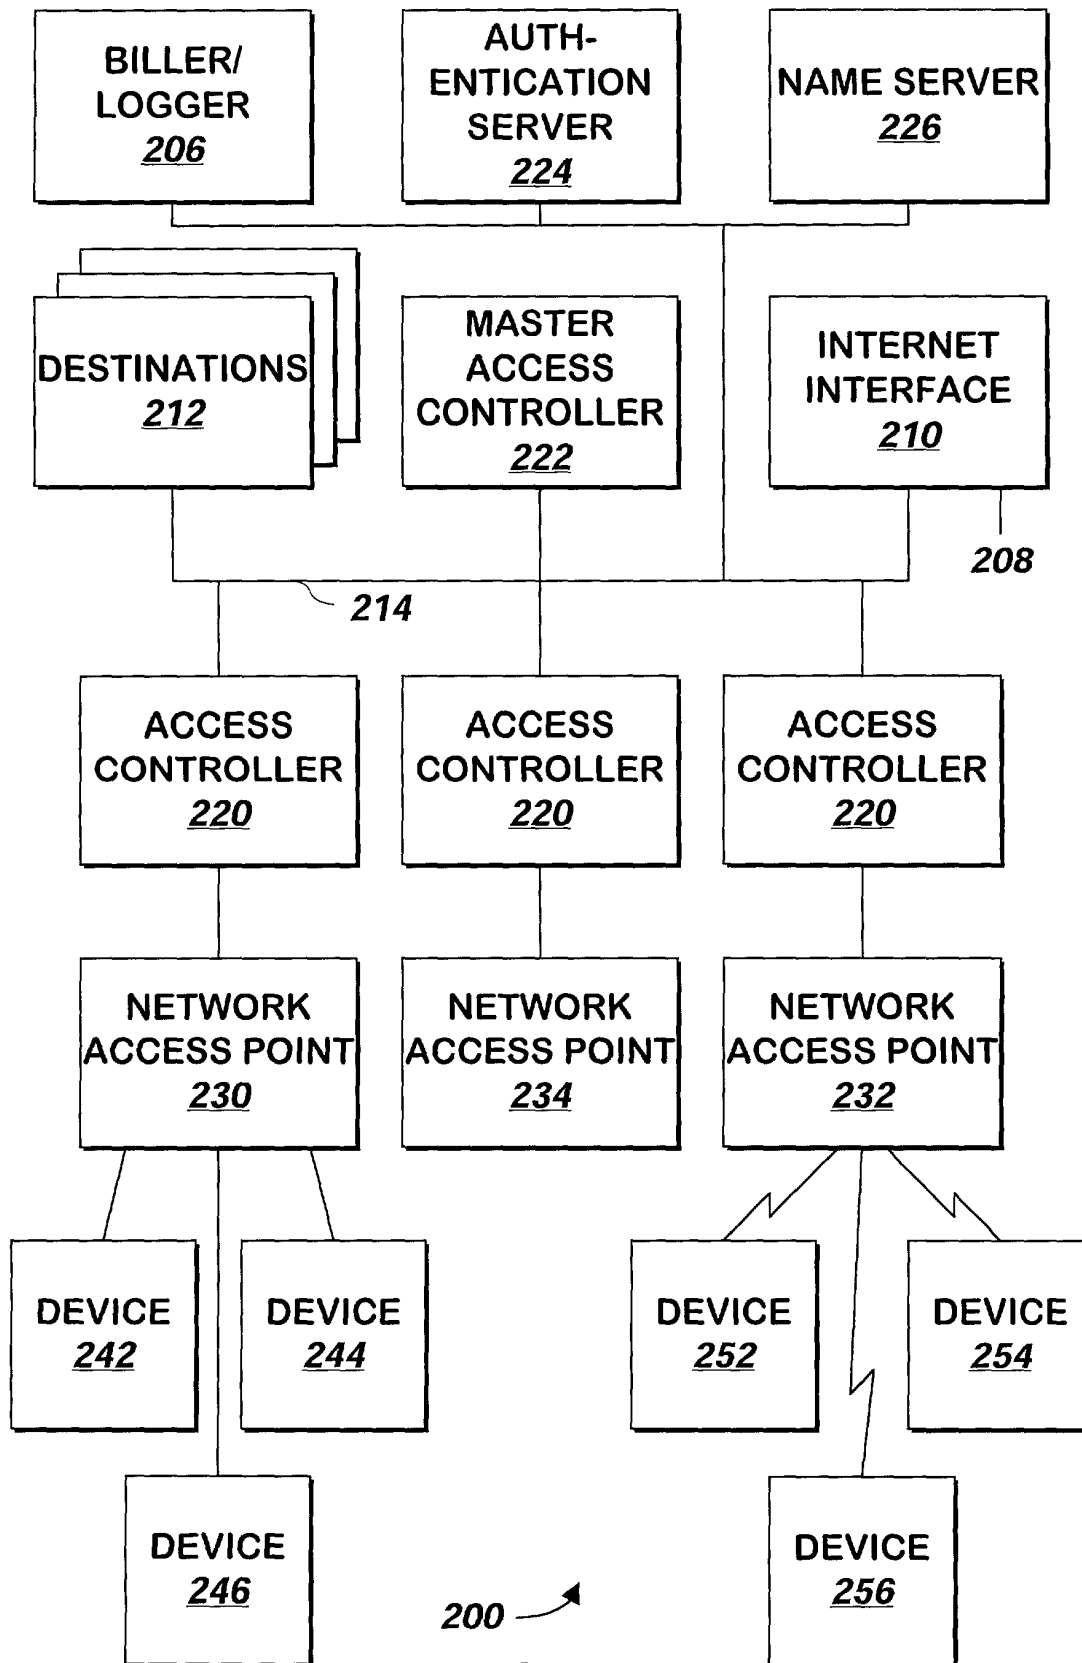 BILLER/
LOGGER
206
AUTH-
ENTICATION
SERVER
224
NAME SERVER
226
DESTINATIONS
212
MASTER
ACCESS
CONTROLLER
222
INTERNET
INTERFACE
210
208
214
ACCESS
CONTROLLER
220
ACCESS
CONTROLLER
220
ACCESS
CONTROLLER
220
NETWORK
ACCESS POINT
230
NETWORK
ACCESS POINT
234
NETWORK
ACCESS POINT
232
DEVICE
242
DEVICE
244
DEVICE
252
DEVICE
254
DEVICE
246
200
DEVICE
256